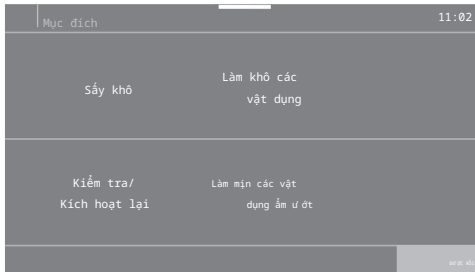 Mục đích
11:02
Sấy khô
Làm khô các
vật dụng
Kiểm tra/
Kích hoạt lại
Làm mịn các vật
dụng ẩm ư ớt